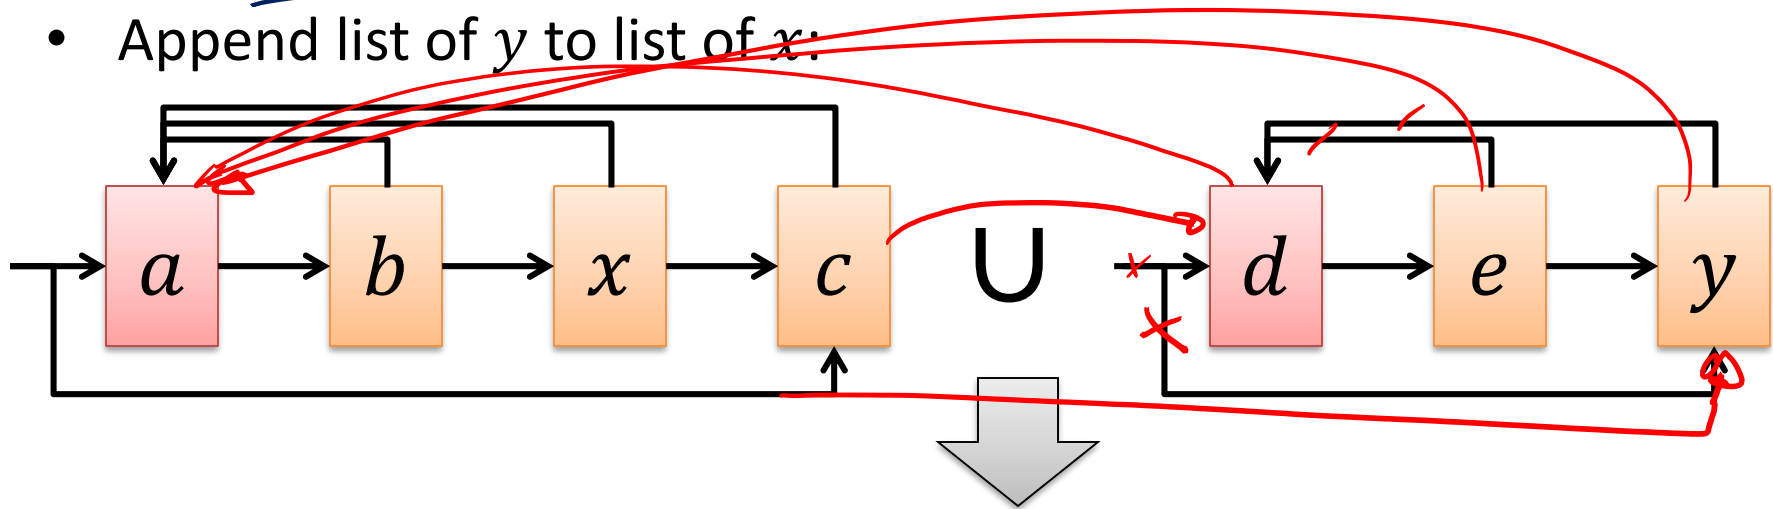 • Append list of y to list of x:
a b x c ∪ d e y